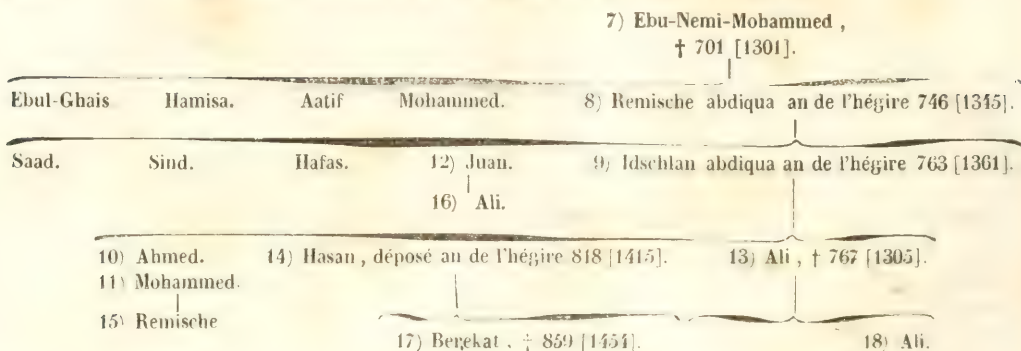 7) Ebu-Nemi-Mohammed,
† 701 [1301].
Ebul-Ghais Hamisa. Aatif Mohammed. 8) Remische abdiqua an de l'hégire 746 [1345].
Saad. Sind. Hafas. 12) Juan. 9) Idschlan abdiqua an de l'hégire 763 [1361].
16) Ali.
10) Ahmed. 14) Hasan, déposé an de l'hégire 818 [1415]. 13) Ali, † 767 [1305].
11) Mohammed.
15) Remische
17) Berekat. † 859 [1454]. 18) Ali.